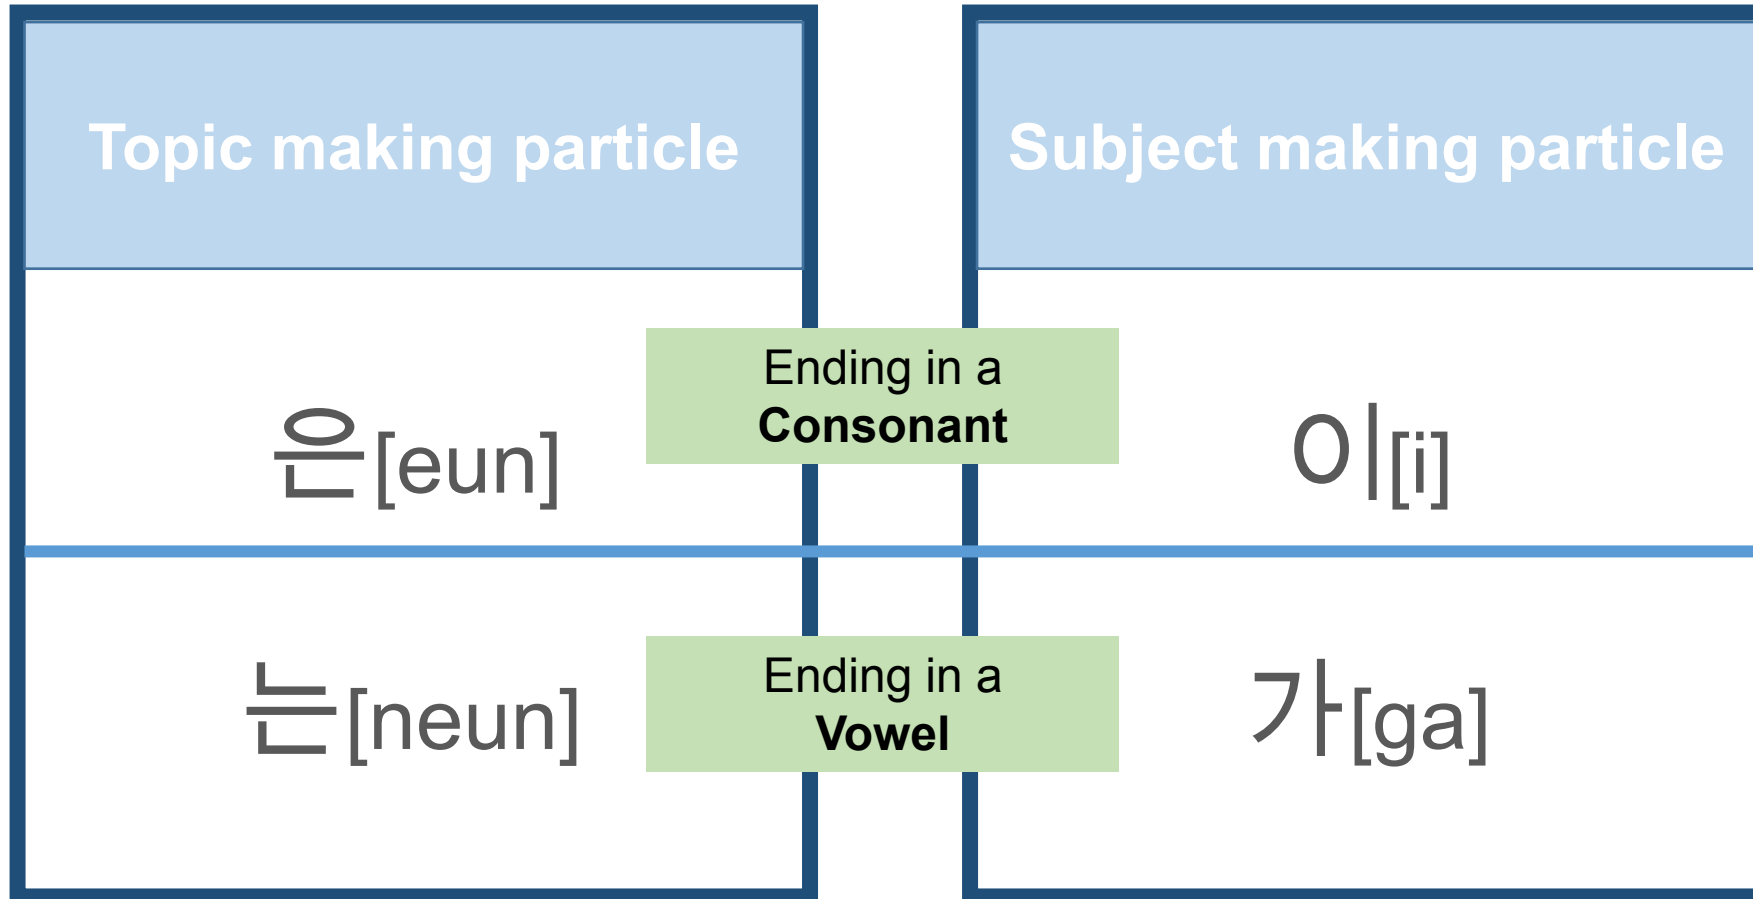 Topic making particle
Subject making particle
Ending in a
Consonant
은[eun]
이[i]
Ending in a
Vowel
는[neun]
가[ga]